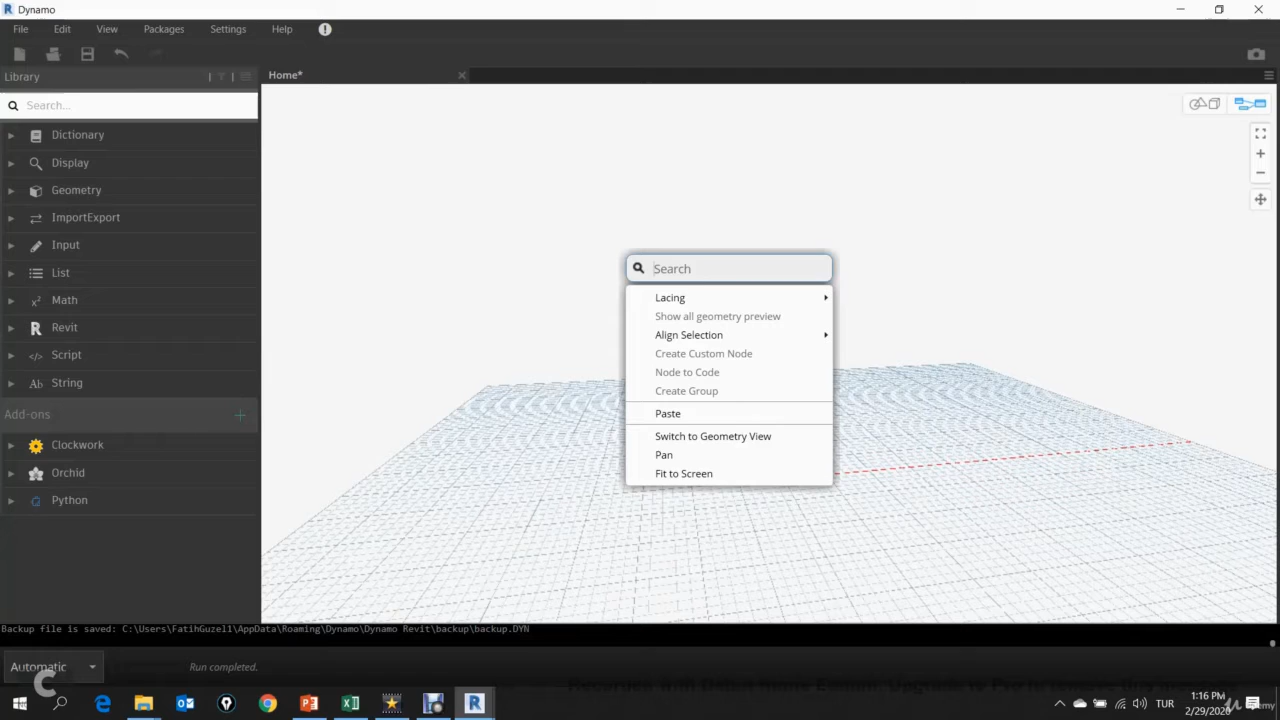 Dynamo
File Edit View Packages Settings Help
Library
Home*
Search...
Dictionary
Display
Geometry
ImportExport
Input
List
Math
Revit
Script
String
Add-ons
Clockwork
Orchid
Python
Search
Lacing
Show all geometry preview
Align Selection
Create Custom Node
Node to Code
Create Group
Paste
Switch to Geometry View
Pan
Fit to Screen
Backup file is saved: C:\Users\FatihGuzel1\AppData\Roaming\Dynamo\Dynamo Revit\backup\backup.DYN
Automatic
Run completed.
TUR
1:16 PM
2/29/2020